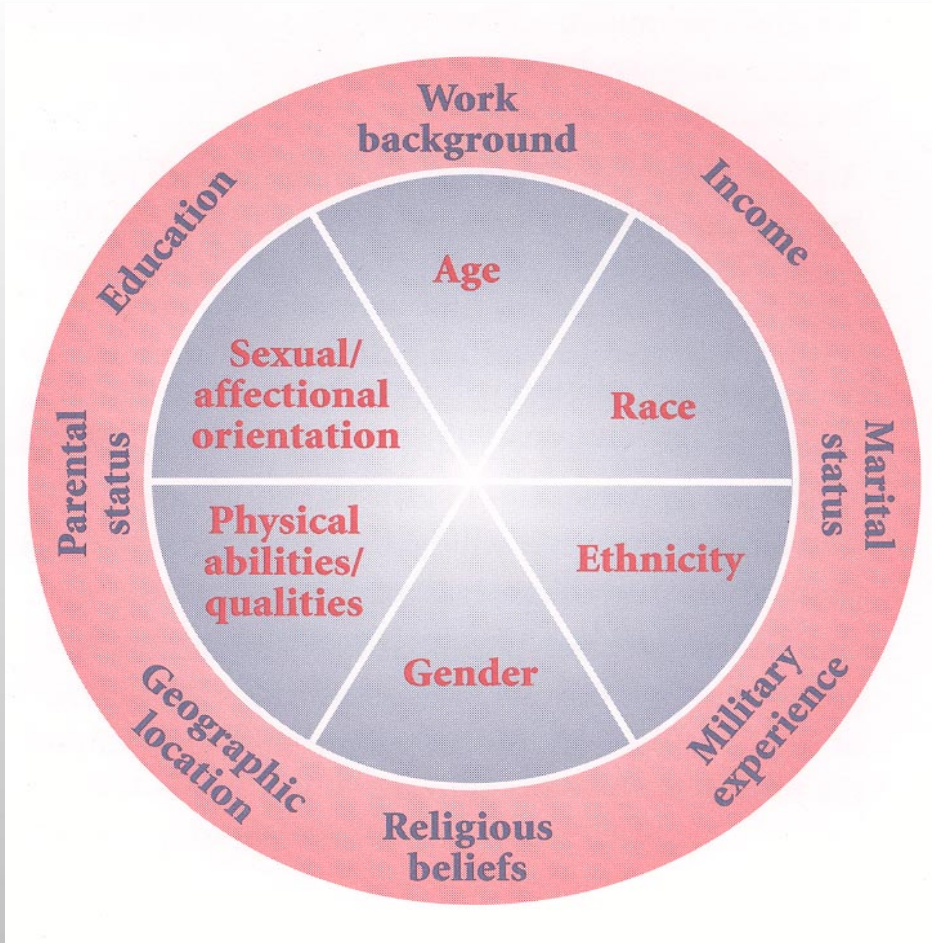 Work
background
Income
Marital
status
Military
experience
Religious
beliefs
Geographic
location
Parental
status
Education
Age
Race
Ethnicity
Gender
Physical
abilities/
qualities
Sexual/
affectional
orientation